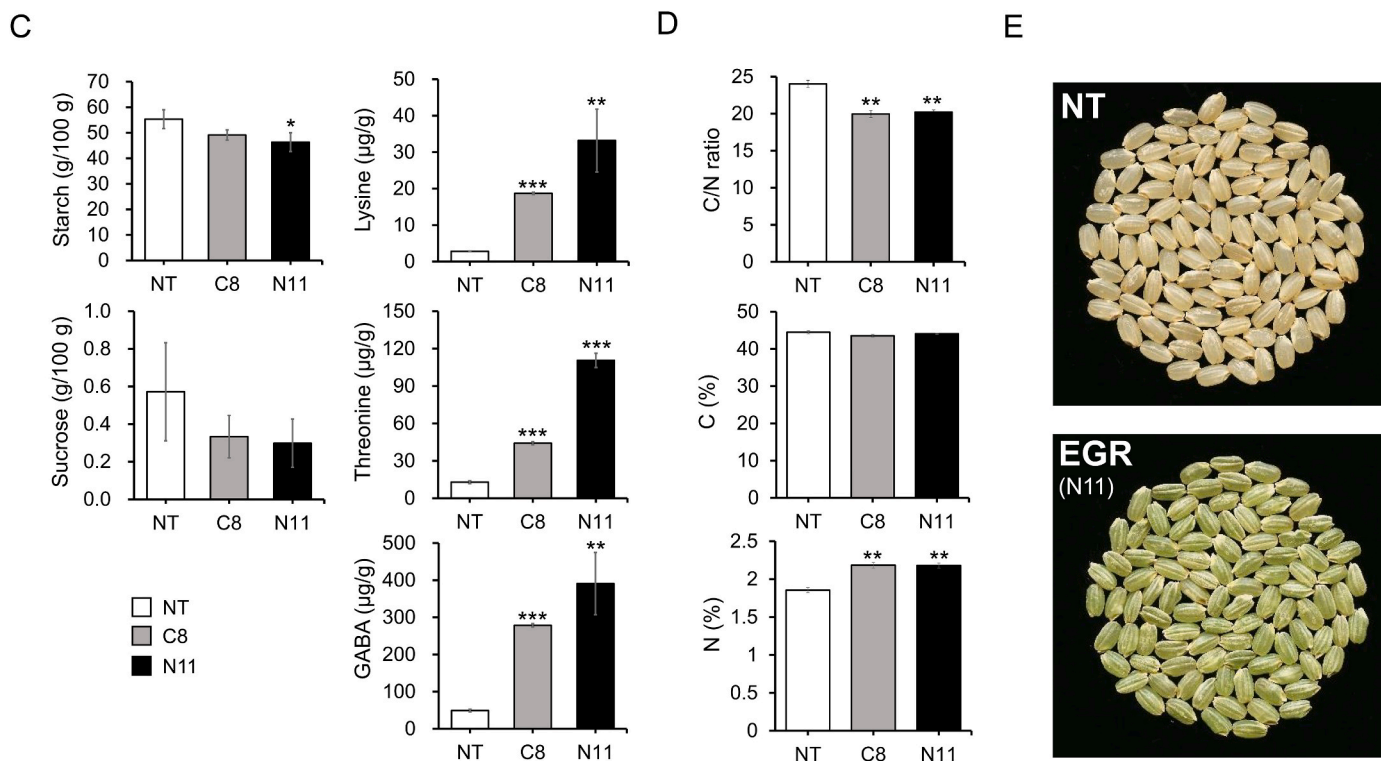 C
Starch (g/100 g)
70
60
50
40
30
20
10
0
*
NT C8 N11
Sucrose (g/100 g)
1.0
0.8
0.6
0.4
0.2
0.0
NT C8 N11
NT
C8
N11
Lysine (µg/g)
50
40
30
20
10
0
***
**
NT C8 N11
Threonine (µg/g)
150
120
90
60
30
0
***
***
NT C8 N11
GABA (µg/g)
500
400
300
200
100
0
***
**
NT C8 N11
D
C/N ratio
25
20
15
10
5
0
** **
NT C8 N11
C (%)
50
40
30
20
10
0
NT C8 N11
N (%)
2.5
2
1.5
1
0.5
0
** **
NT C8 N11
E
NT
EGR
(N11)